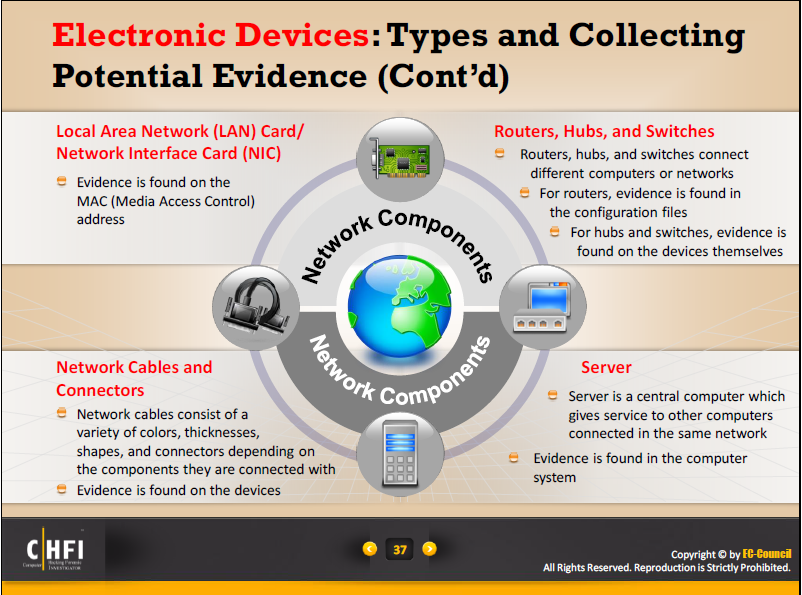 Electronic Devices: Types and Collecting
Potential Evidence (Cont'd)
Local Area Network (LAN) Card/
Network Interface Card (NIC)
Evidence is found on the
MAC (Media Access Control)
address
Routers, Hubs, and Switches
Routers, hubs, and switches connect
different computers or networks
For routers, evidence is found in
the configuration files
For hubs and switches, evidence is
found on the devices themselves
Network Components
Network Components
Network Cables and
Connectors
Network cables consist of a
variety of colors, thicknesses,
shapes, and connectors depending on
the components they are connected with
Evidence is found on the devices
Server
Server is a central computer which
gives service to other computers
connected in the same network
Evidence is found in the computer
system
CHFI
Computer Hacking Forensic
INVESTIGATOR
37
Copyright © by EC-Council
All Rights Reserved. Reproduction is Strictly Prohibited.